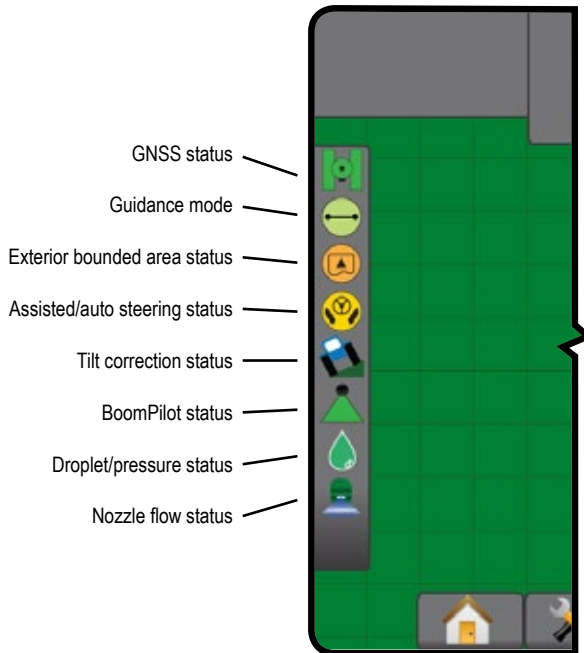 GNSS status
Guidance mode
Exterior bounded area status
Assisted/auto steering status
Tilt correction status
BoomPilot status
Droplet/pressure status
Nozzle flow status